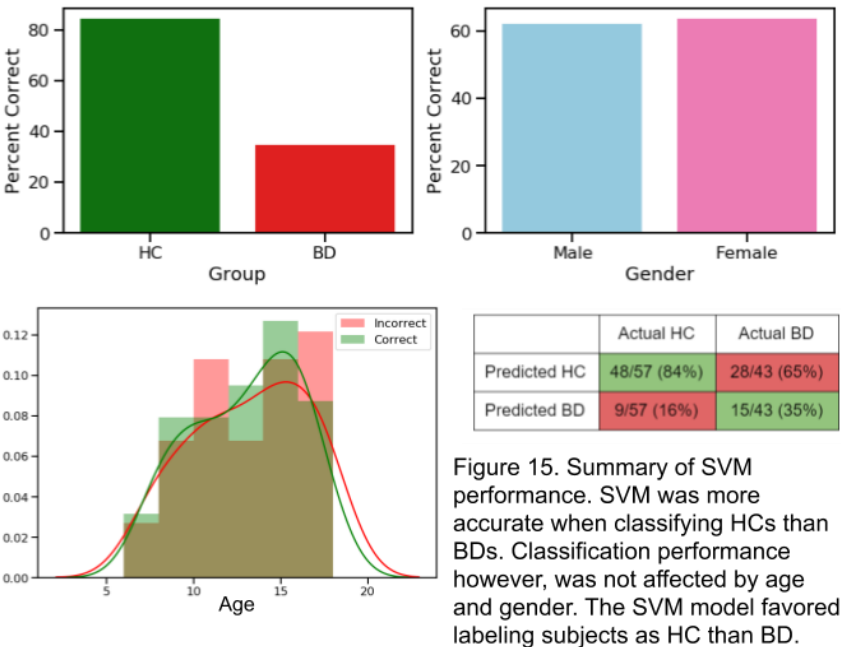 80
60
40
20
0
Percent Correct
HC
BD
Group
60
40
20
0
Percent Correct
Male
Female
Gender
0.12
0.10
0.08
0.06
0.04
0.02
0.00
5
10
15
20
Age
Incorrect
Correct
Actual HC Actual BD
Predicted HC 48/57 (84%) 28/43 (65%)
Predicted BD 9/57 (16%) 15/43 (35%)
Figure 15. Summary of SVM
performance. SVM was more
accurate when classifying HCs than
BDs. Classification performance
however, was not affected by age
and gender. The SVM model favored
labeling subjects as HC than BD.